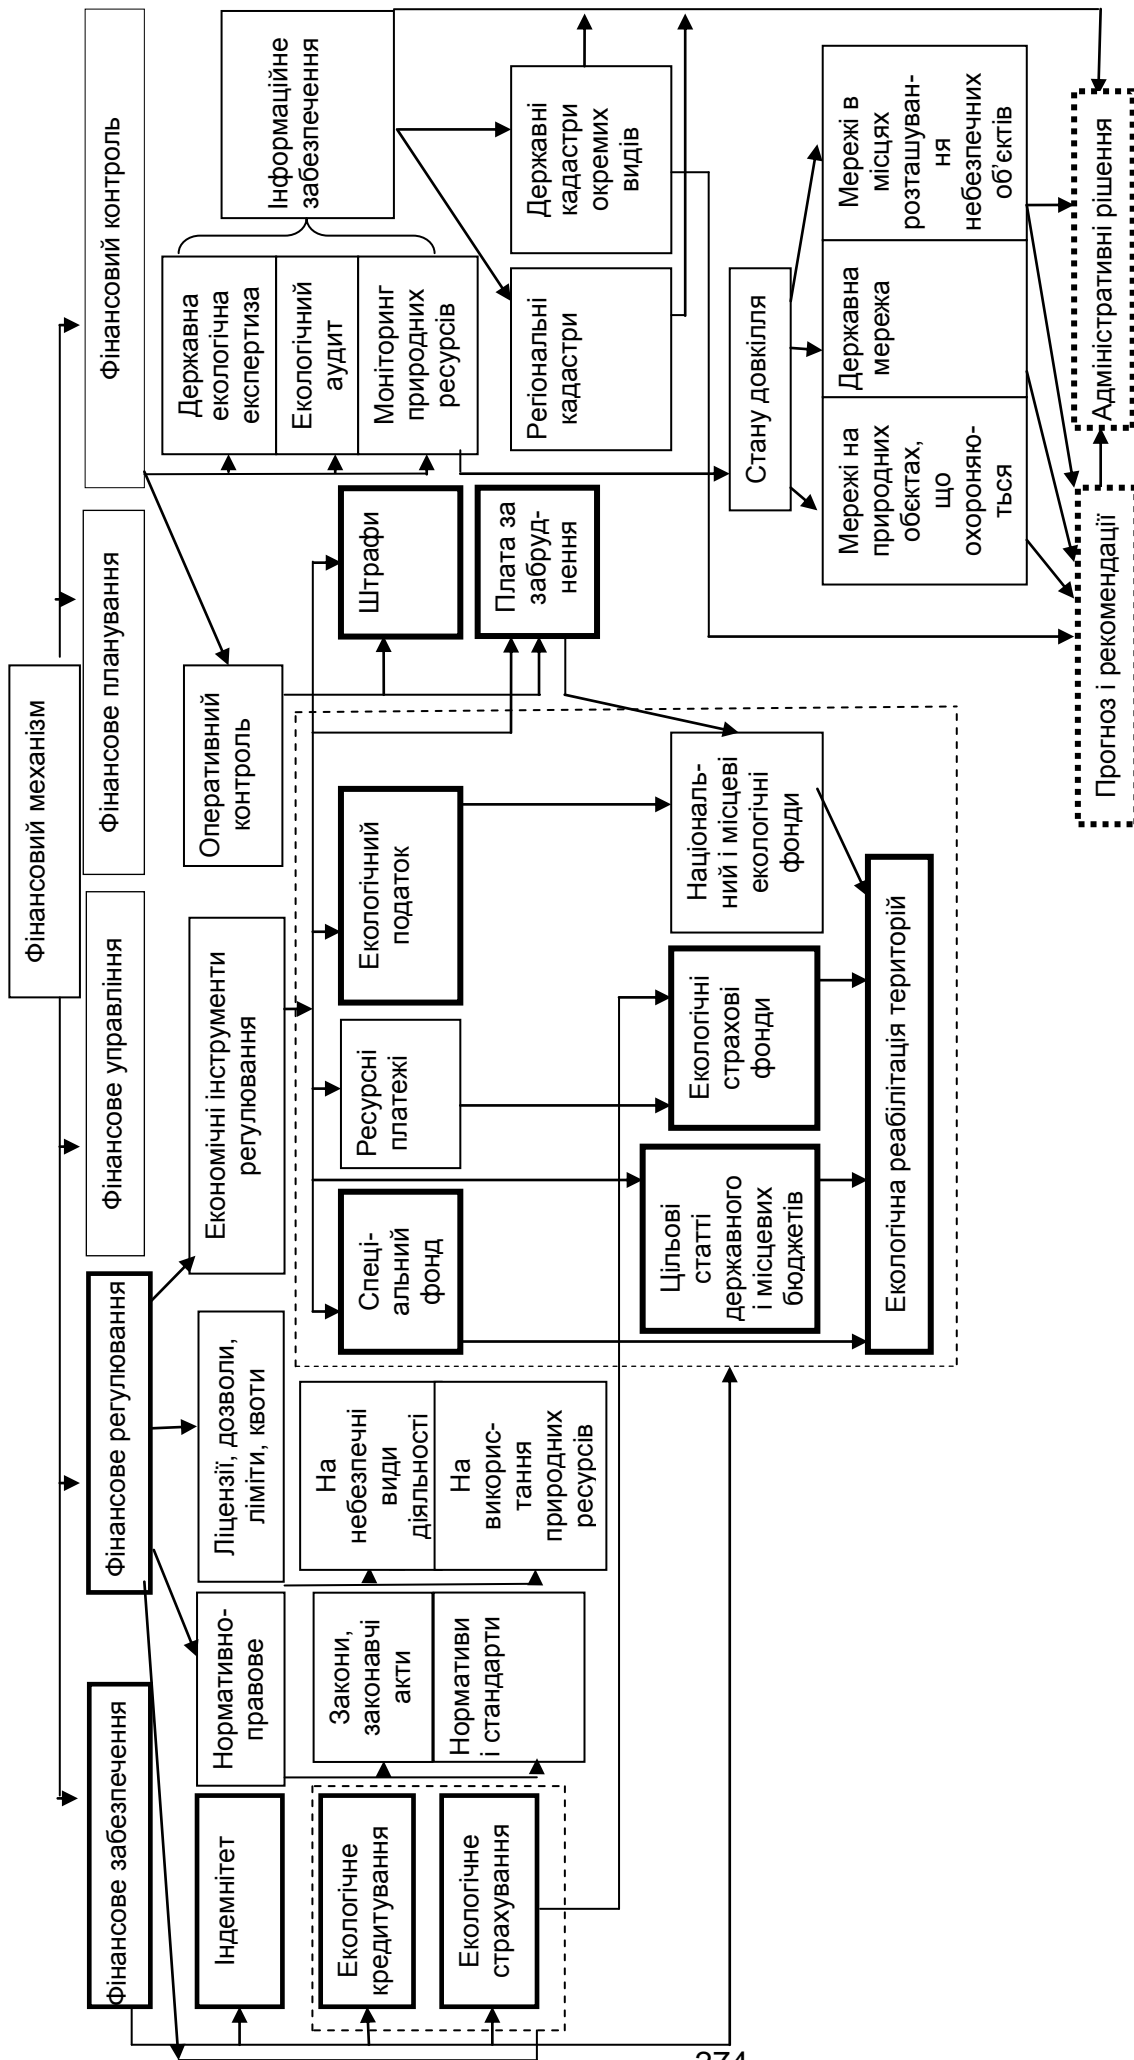 Фінансовий механізм
Фінансове забезпечення
Фінансове регулювання
Фінансове управління
Фінансове планування
Фінансовий контроль
Індемнітет
Нормативно-
правове
Ліцензії, дозволи,
ліміти, квоти
Економічні інструменти
регулювання
Оперативний
контроль
Державна
екологічна
експертиза
Екологічний
аудит
Моніторинг
природних
ресурсів
Інформаційне
забезпечення
Екологічне
кредитування
Екологічне
страхування
Закони,
законавчі
акти
Нормативи
і стандарти
На
небезпечні
види
діяльності
На
викорис-
тання
природних
ресурсів
Спеці-
альний
фонд
Ресурсні
платежі
Екологічний
податок
Штрафи
Плата за
забруд-
нення
Регіональні
кадастри
Державні
кадастри
окремих
видів
Цільові
статті
державного
і місцевих
бюджетів
Екологічні
страхові
фонди
Національ-
ний і місцеві
екологічні
фонди
Стану довкілля
Мережі на
природних
обєктах,
що
охороняю-
ться
Державна
мережа
Мережі в
місцях
розташуван-
ня
небезпечних
об’єктів
Екологічна реабілітація територій
Прогноз і рекомендації
Адміністративні рішення
274